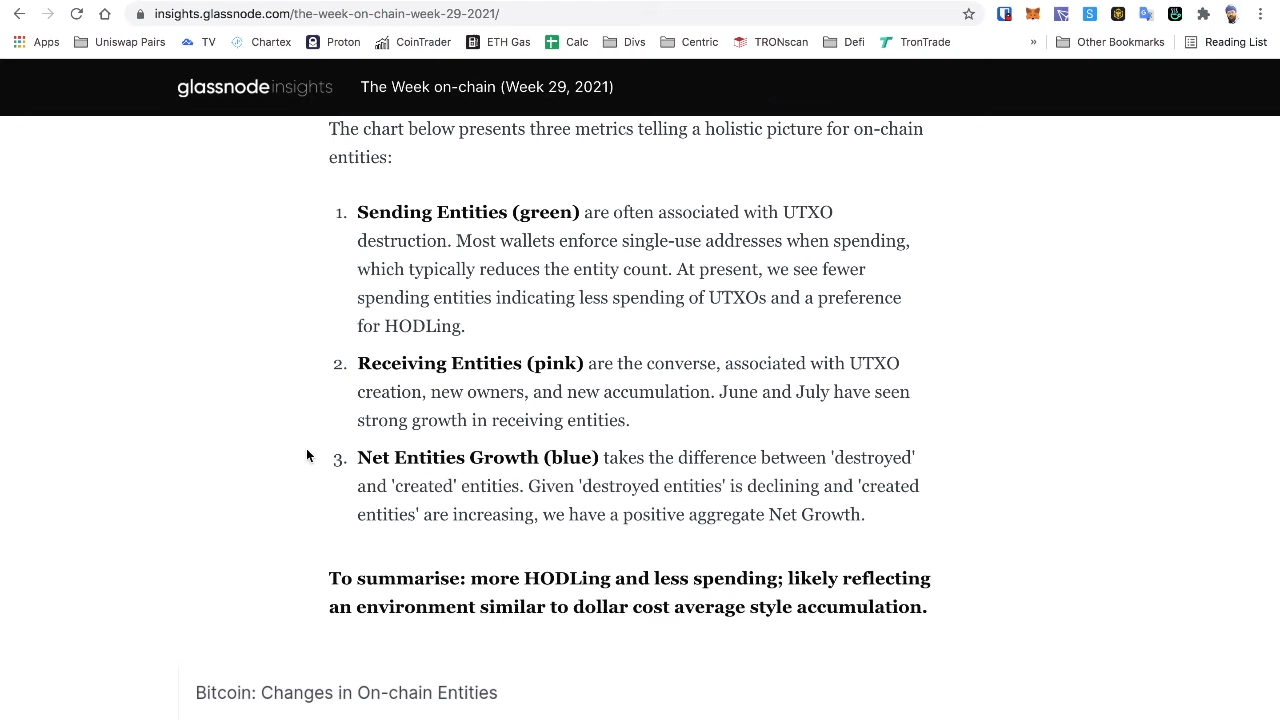 insights.glassnode.com/the-week-on-chain-week-29-2021/
Apps Uniswap Pairs TV Chartex Proton CoinTrader ETH Gas Calc Divs Centric TRONscan Defi TronTrade » Other Bookmarks Reading List
glassnodeinsights The Week on-chain (Week 29, 2021)
The chart below presents three metrics telling a holistic picture for on-chain
entities:
1. Sending Entities (green) are often associated with UTXO
destruction. Most wallets enforce single-use addresses when spending,
which typically reduces the entity count. At present, we see fewer
spending entities indicating less spending of UTXOs and a preference
for HODLing.
2. Receiving Entities (pink) are the converse, associated with UTXO
creation, new owners, and new accumulation. June and July have seen
strong growth in receiving entities.
3. Net Entities Growth (blue) takes the difference between 'destroyed'
and 'created' entities. Given 'destroyed entities' is declining and 'created
entities' are increasing, we have a positive aggregate Net Growth.
To summarise: more HODLing and less spending; likely reflecting
an environment similar to dollar cost average style accumulation.
Bitcoin: Changes in On-chain Entities